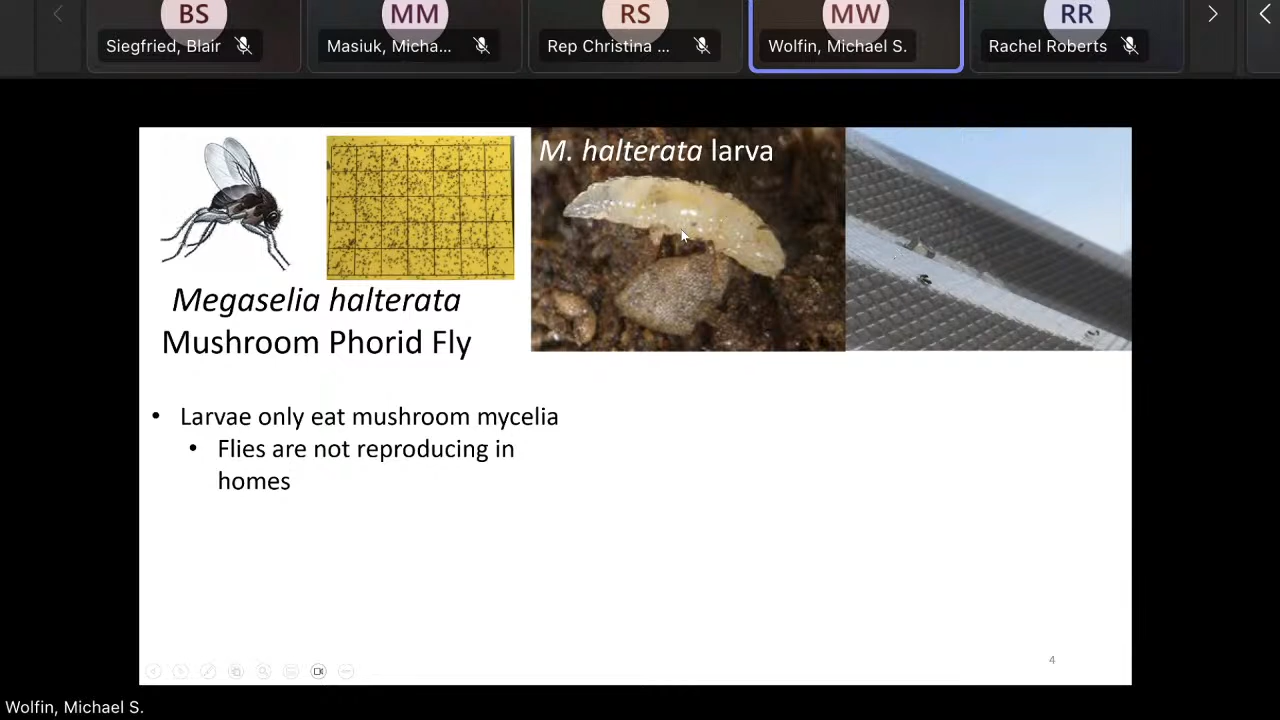 BS
MM
RS
MW
RR
Siegfried, Blair
Masiuk, Micha...
Rep Christina ...
Wolfin, Michael S.
Rachel Roberts
M. halterata larva
Megaselia halterata
Mushroom Phorid Fly
• Larvae only eat mushroom mycelia
• Flies are not reproducing in
homes
4
Wolfin, Michael S.